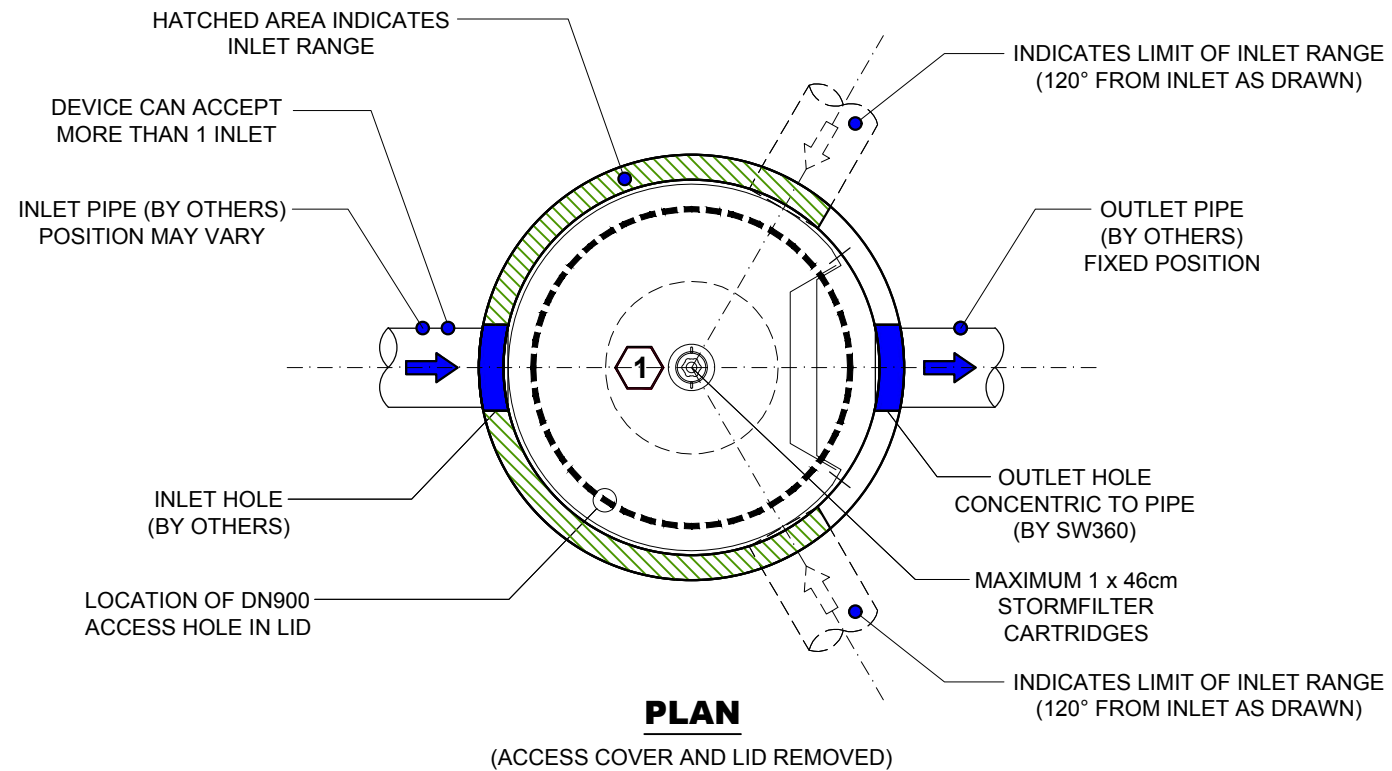 HATCHED AREA INDICATES
INLET RANGE
DEVICE CAN ACCEPT
MORE THAN 1 INLET
INLET PIPE (BY OTHERS)
POSITION MAY VARY
INLET HOLE
(BY OTHERS)
LOCATION OF DN900
ACCESS HOLE IN LID
1
INDICATES LIMIT OF INLET RANGE
(120° FROM INLET AS DRAWN)
OUTLET PIPE
(BY OTHERS)
FIXED POSITION
OUTLET HOLE
CONCENTRIC TO PIPE
(BY SW360)
MAXIMUM 1 x 46cm
STORMFILTER
CARTRIDGES
INDICATES LIMIT OF INLET RANGE
(120° FROM INLET AS DRAWN)
PLAN
(ACCESS COVER AND LID REMOVED)